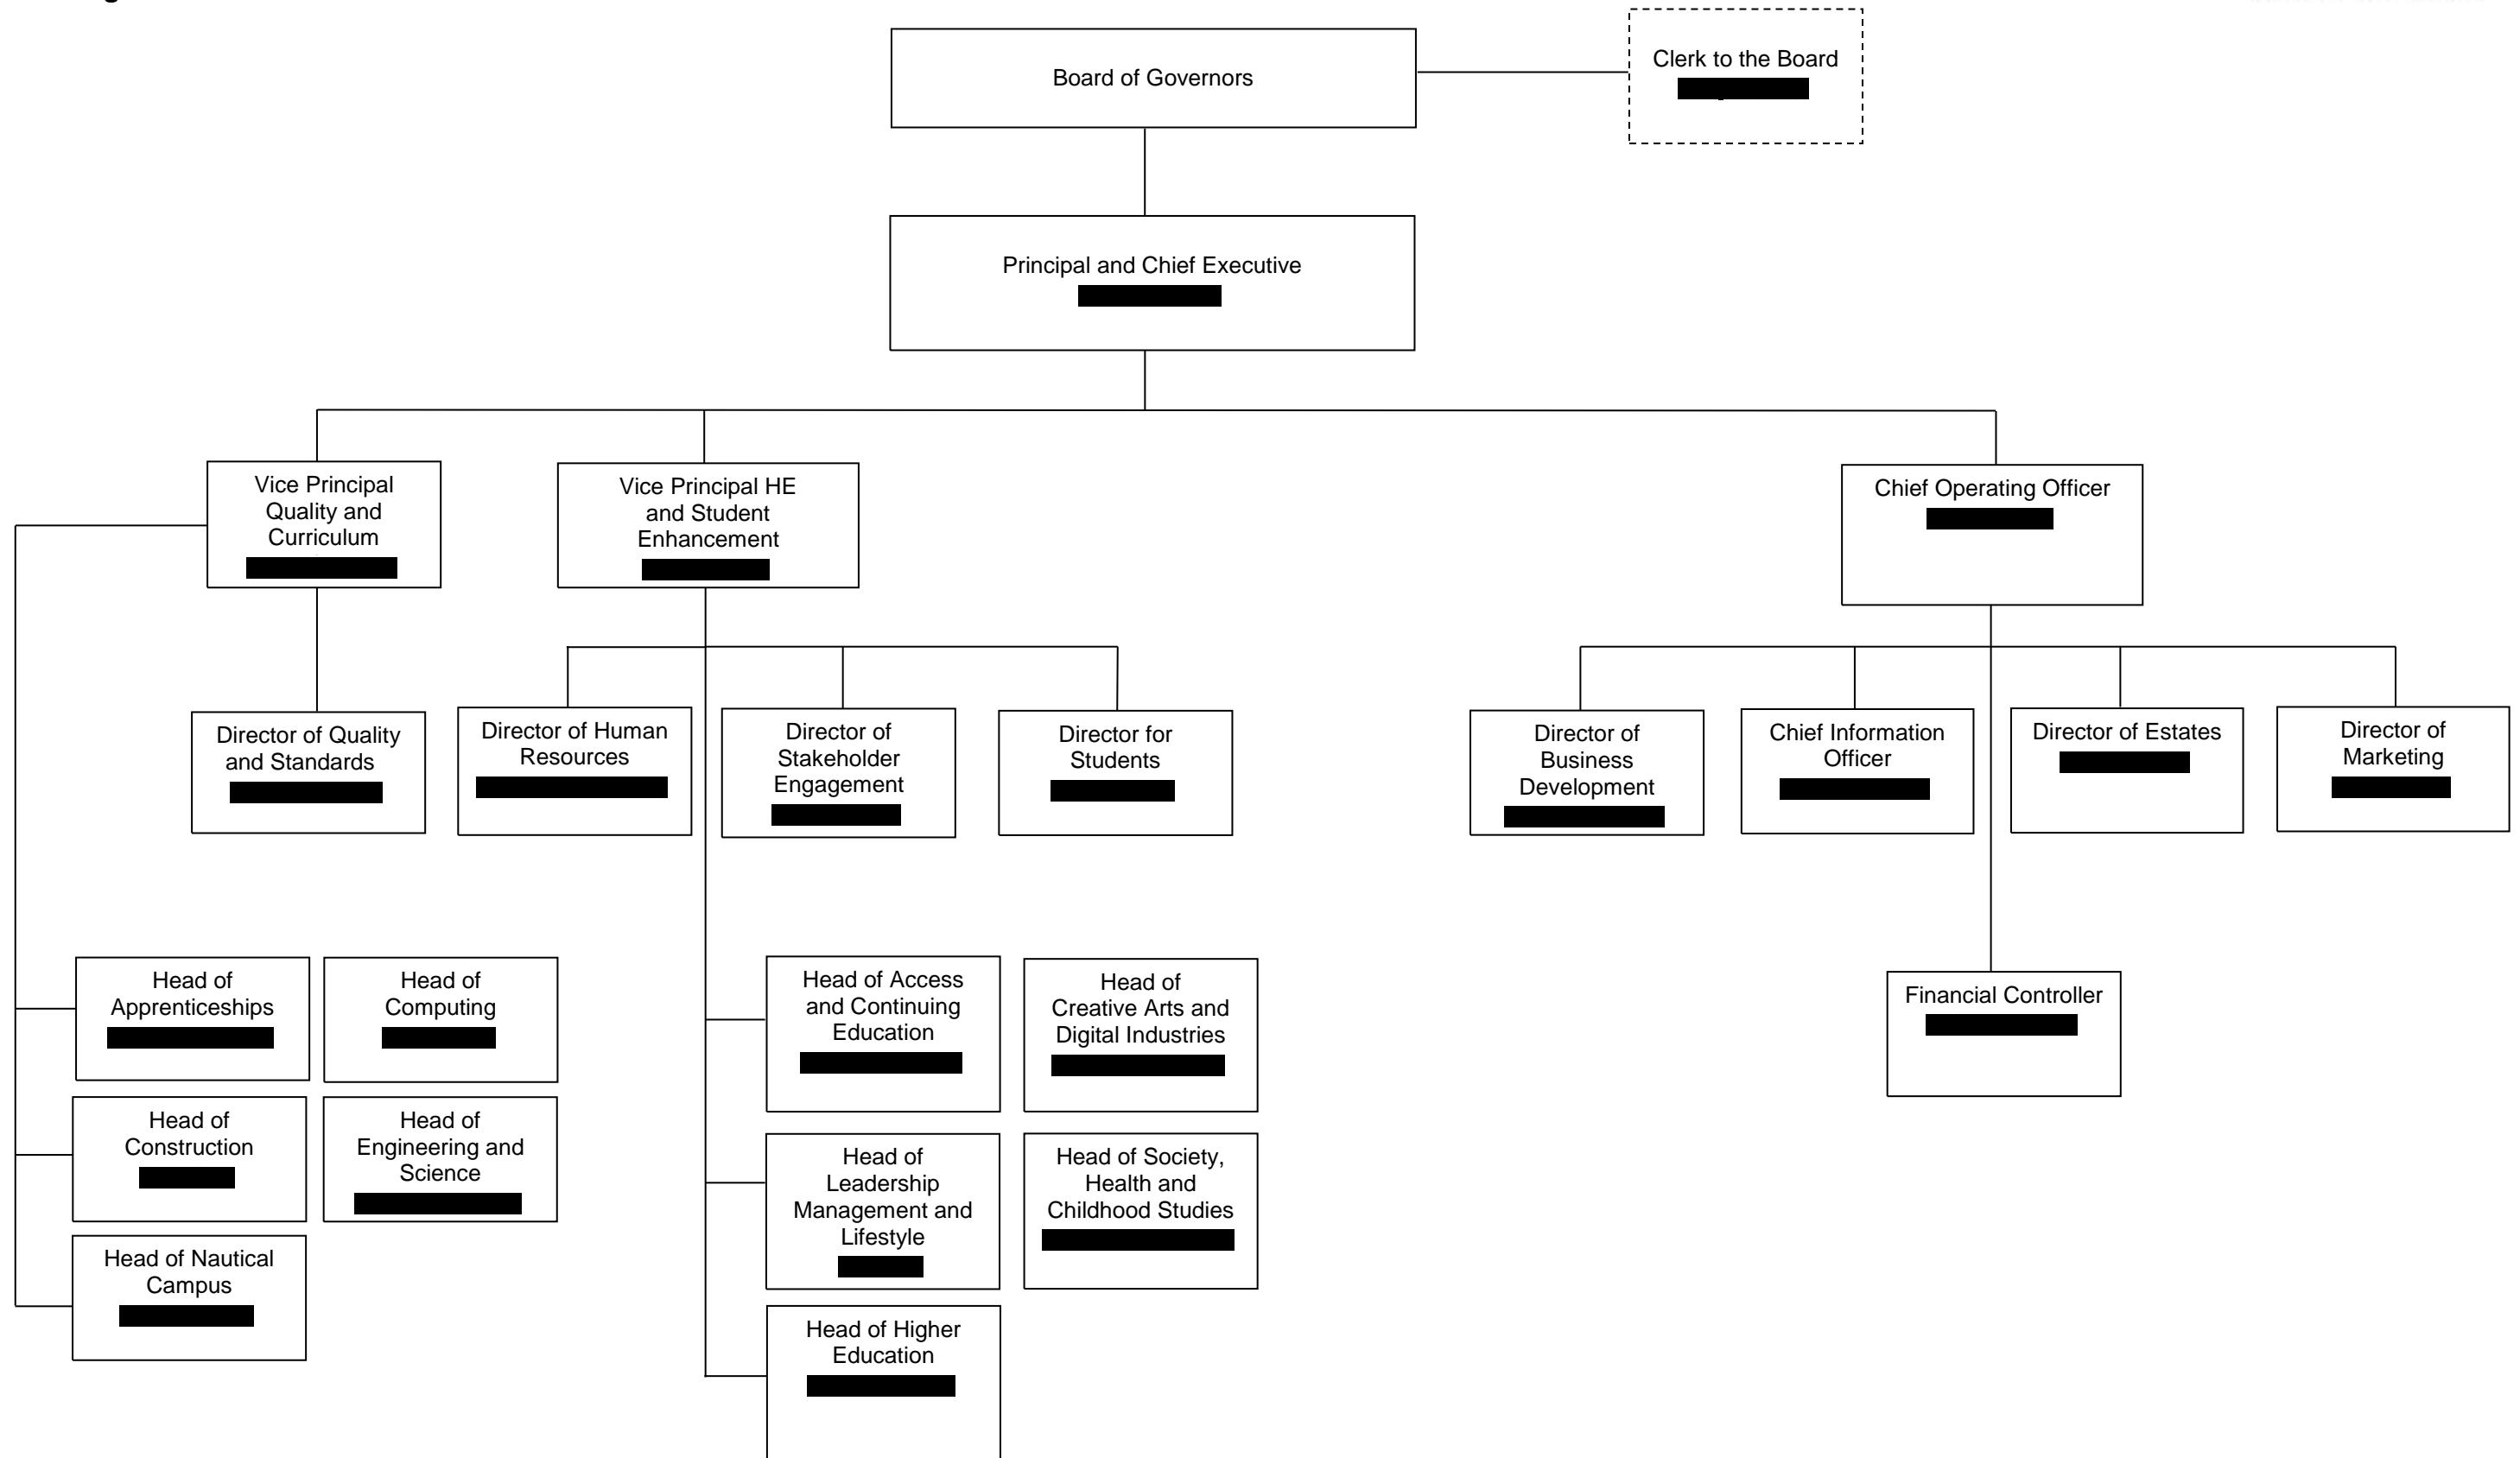 Board of Governors
Clerk to the Board
Principal and Chief Executive
Vice Principal
Quality and
Curriculum
Vice Principal HE
and Student
Enhancement
Chief Operating Officer
Director of Quality
and Standards
Director of Human
Resources
Director of
Stakeholder
Engagement
Director for
Students
Director of
Business
Development
Chief Information
Officer
Director of Estates
Director of
Marketing
Head of
Apprenticeships
Head of
Computing
Head of Access
and Continuing
Education
Head of
Creative Arts and
Digital Industries
Financial Controller
Head of
Construction
Head of
Engineering and
Science
Head of
Leadership
Management and
Lifestyle
Head of Society,
Health and
Childhood Studies
Head of Nautical
Campus
Head of Higher
Education